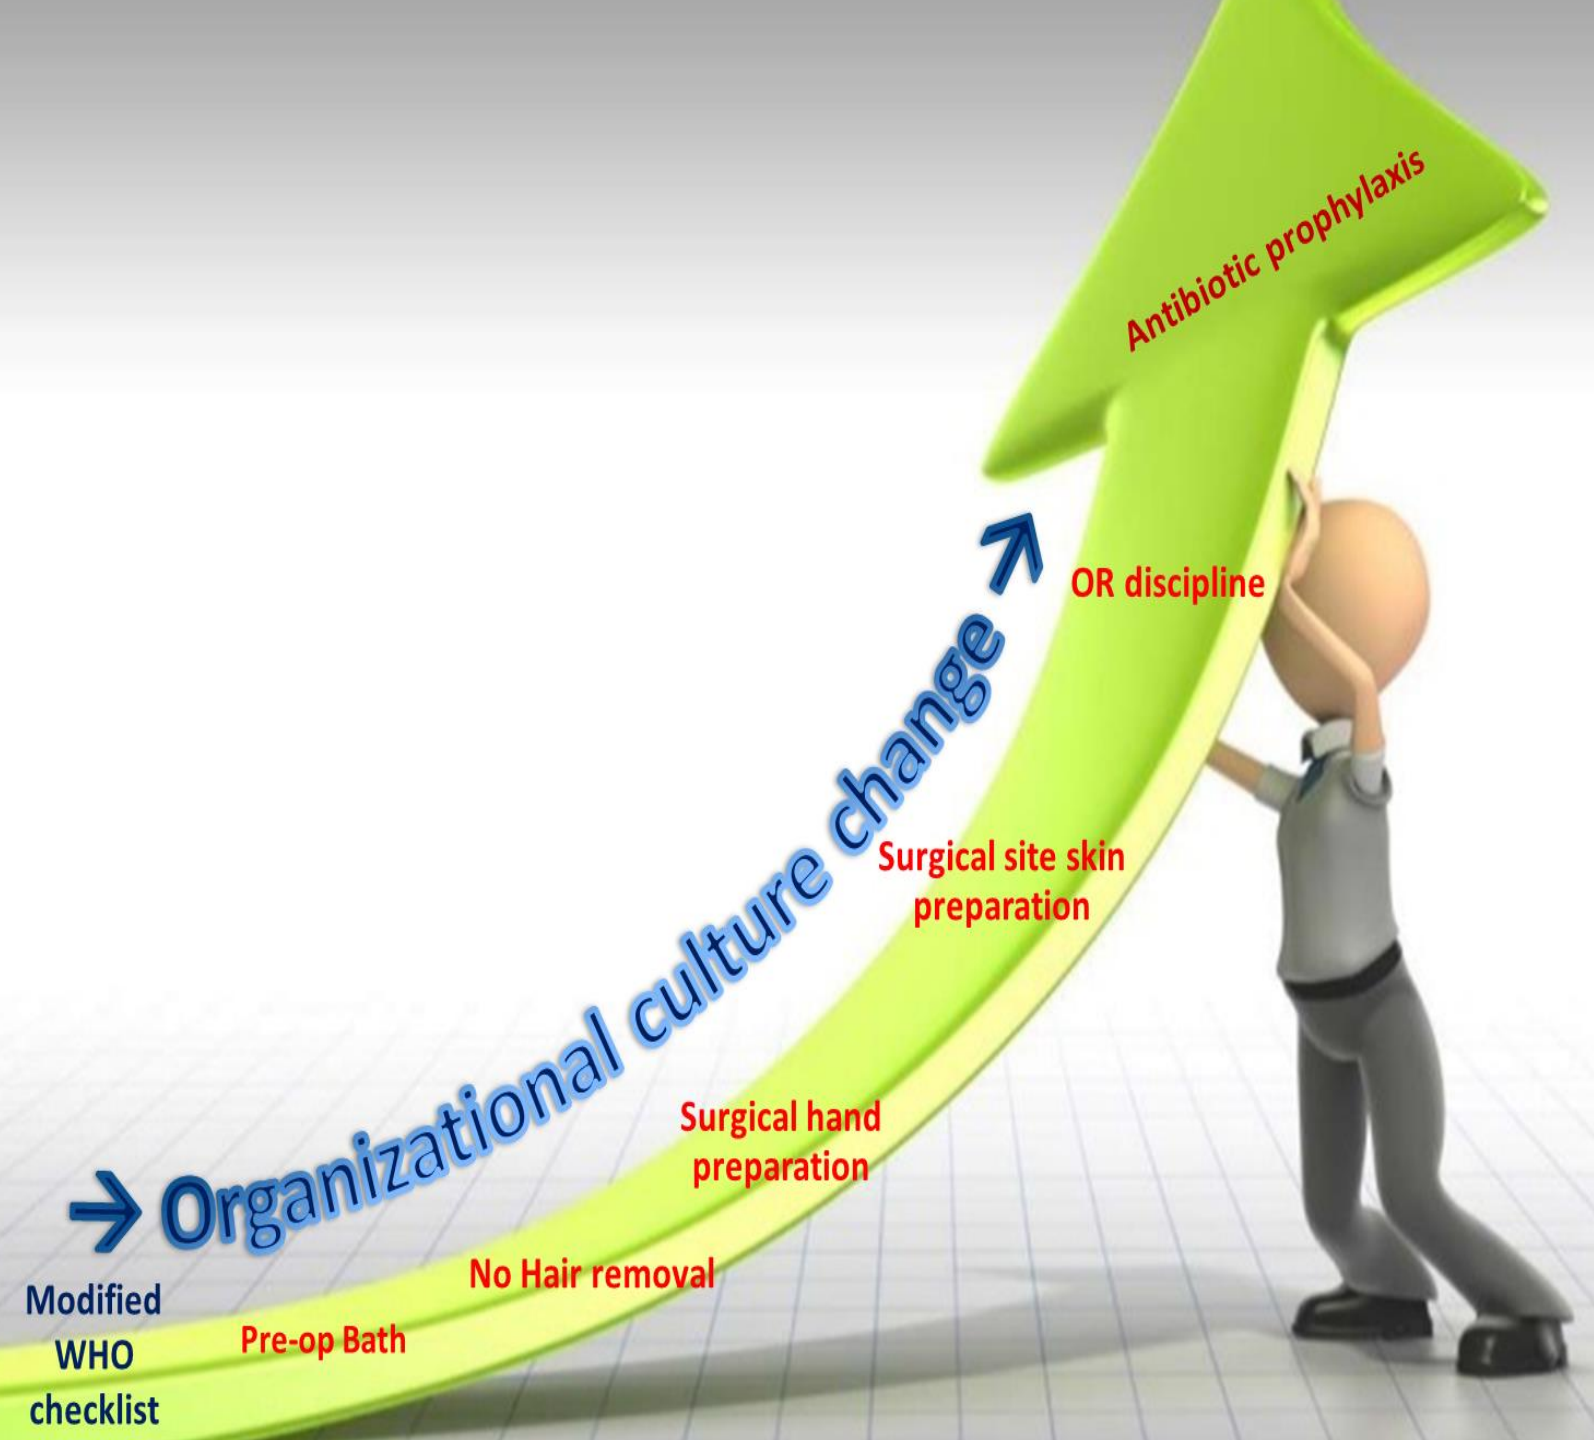 Antibiotic prophylaxis
OR discipline
Surgical site skin
preparation
Surgical hand
preparation
→ Organizational culture change →
No Hair removal
Pre-op Bath
Modified
WHO
checklist